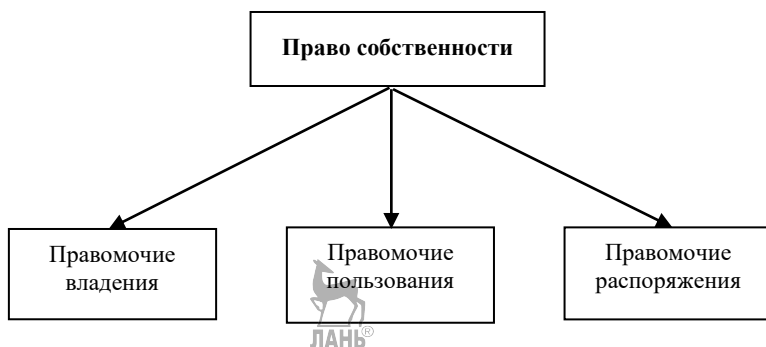 Право собственности
Правомочие
владения
Правомочие
пользования
Правомочие
распоряжения
ЛАНЬ®